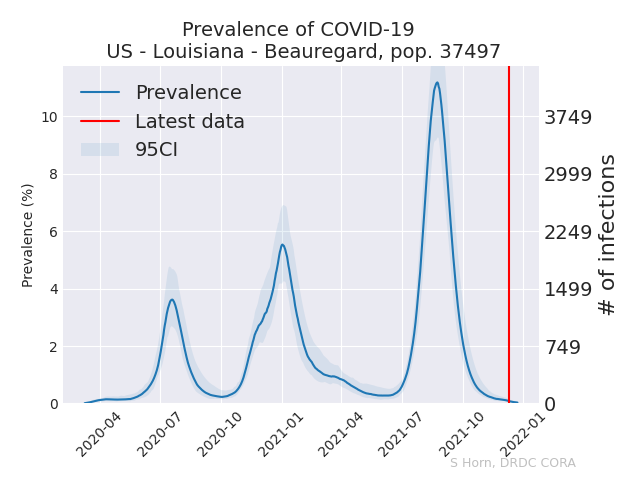 Prevalence of COVID-19
US - Louisiana - Beauregard, pop. 37497
Prevalence
Latest data
95CI
Prevalence (%)
10
8
6
4
2
0
3749
2999
2249
1499
749
0
# of infections
2020-04
2020-07
2020-10
2021-01
2021-04
2021-07
2021-10
2022-01
S Horn, DRDC CORA